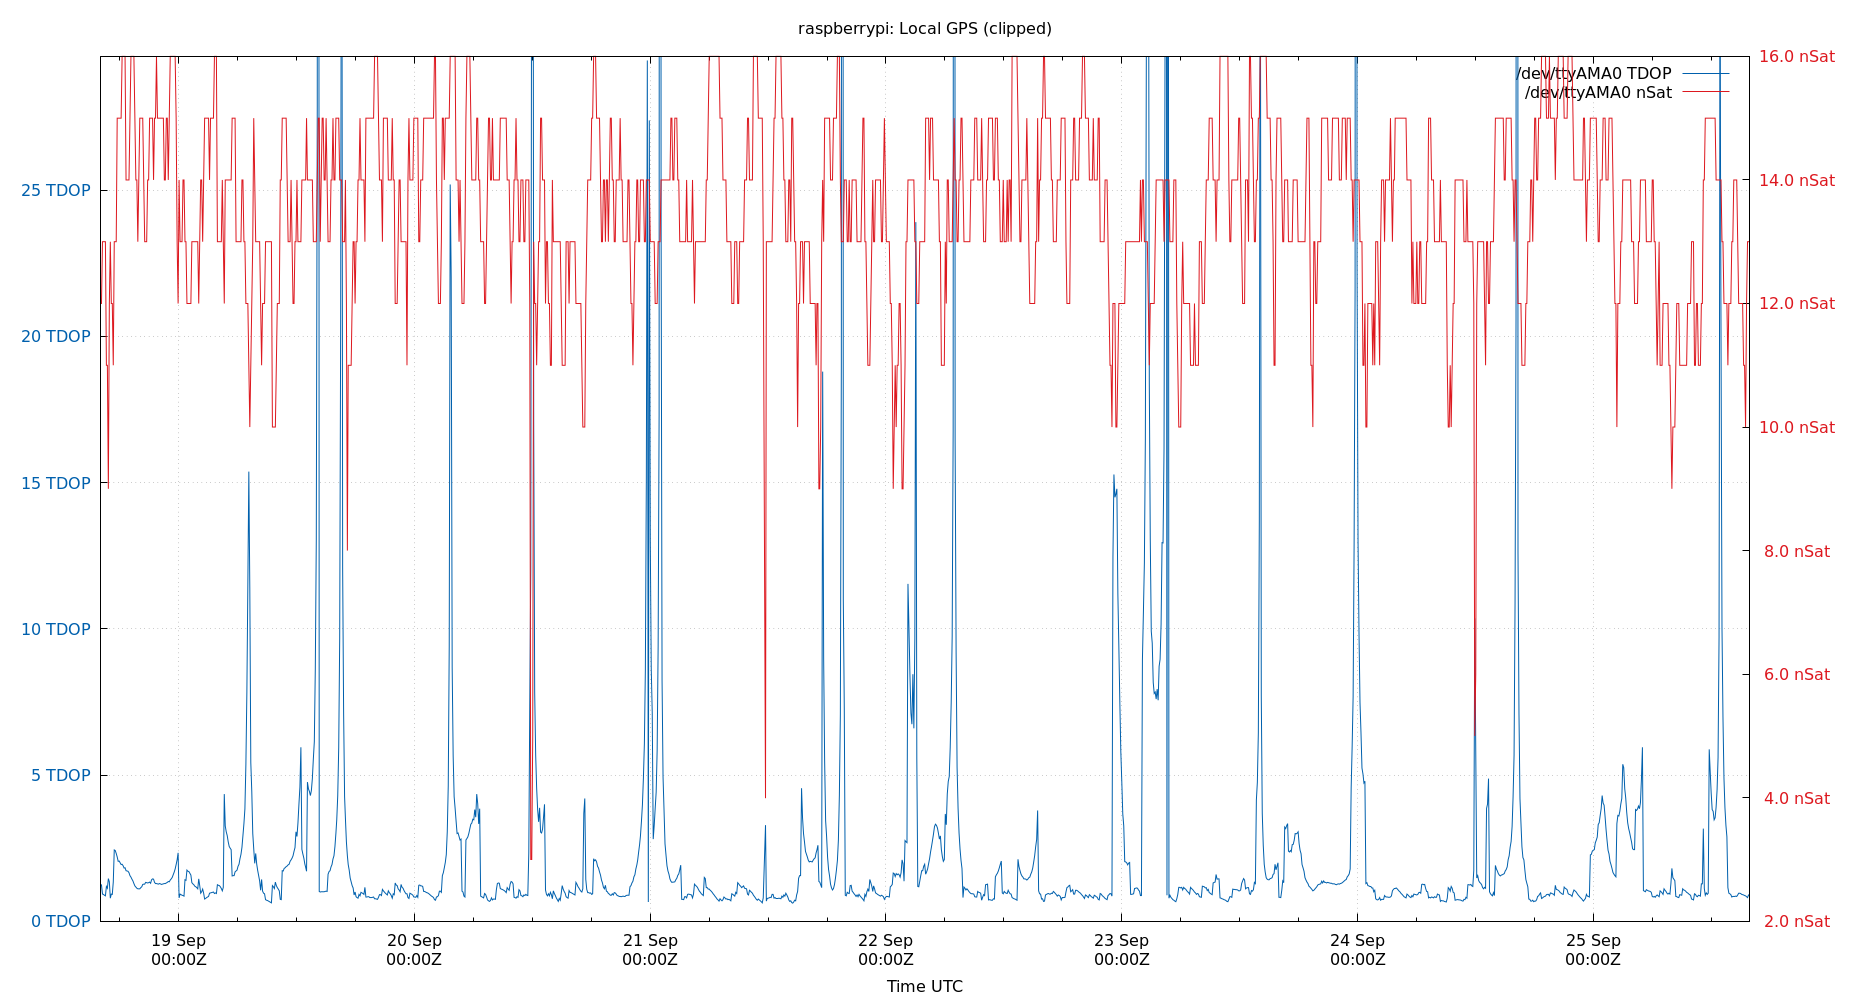 raspberrypi: Local GPS (clipped)
/dev/ttyAMA0 TDOP
/dev/ttyAMA0 nSat
25 TDOP
20 TDOP
15 TDOP
10 TDOP
5 TDOP
0 TDOP
16.0 nSat
14.0 nSat
12.0 nSat
10.0 nSat
8.0 nSat
6.0 nSat
4.0 nSat
2.0 nSat
19 Sep
00:00Z
20 Sep
00:00Z
21 Sep
00:00Z
22 Sep
00:00Z
23 Sep
00:00Z
24 Sep
00:00Z
25 Sep
00:00Z
Time UTC